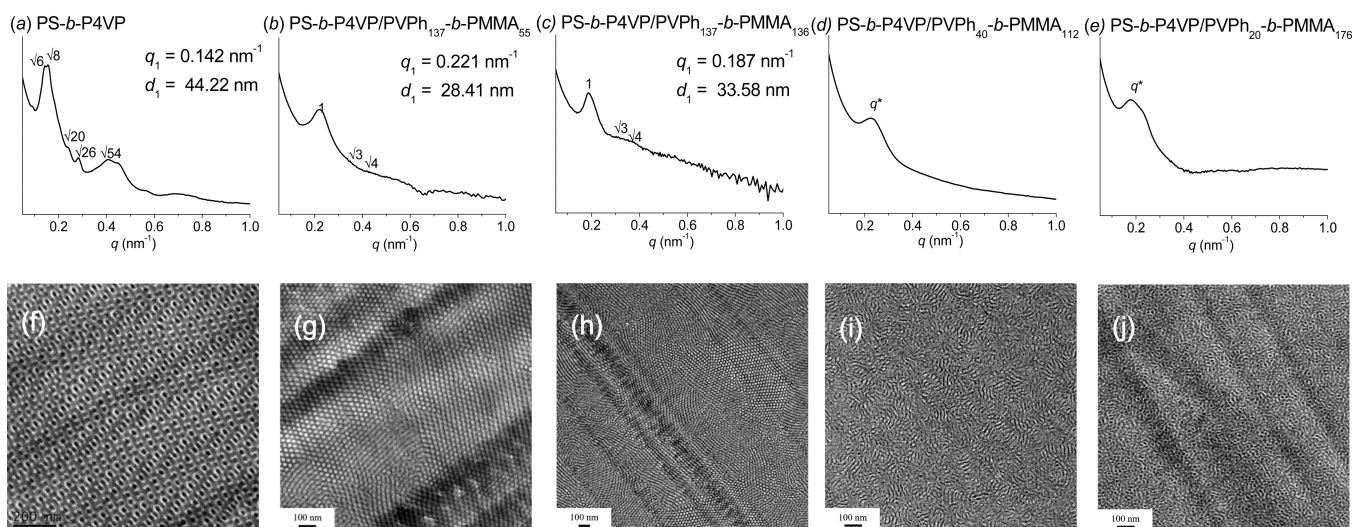 (a) PS-b-P4VP
q₁ = 0.142 nm⁻¹
d₁ = 44.22 nm
√6 √8
√20
√26 √54
0.2 0.4 0.6 0.8 1.0
q (nm⁻¹)
(b) PS-b-P4VP/PVPh₁₃₇-b-PMMA₅₅
q₁ = 0.221 nm⁻¹
d₁ = 28.41 nm
1
√3 √4
0.2 0.4 0.6 0.8 1.0
q (nm⁻¹)
(c) PS-b-P4VP/PVPh₁₃₇-b-PMMA₁₃₆
q₁ = 0.187 nm⁻¹
d₁ = 33.58 nm
1
√3 √4
0.2 0.4 0.6 0.8 1.0
q (nm⁻¹)
(d) PS-b-P4VP/PVPh₄₀-b-PMMA₁₁₂
q*
0.2 0.4 0.6 0.8 1.0
q (nm⁻¹)
(e) PS-b-P4VP/PVPh₂₀-b-PMMA₁₇₆
q*
0.2 0.4 0.6 0.8 1.0
q (nm⁻¹)
(f)
200 nm
(g)
100 nm
(h)
100 nm
(i)
100 nm
(j)
100 nm